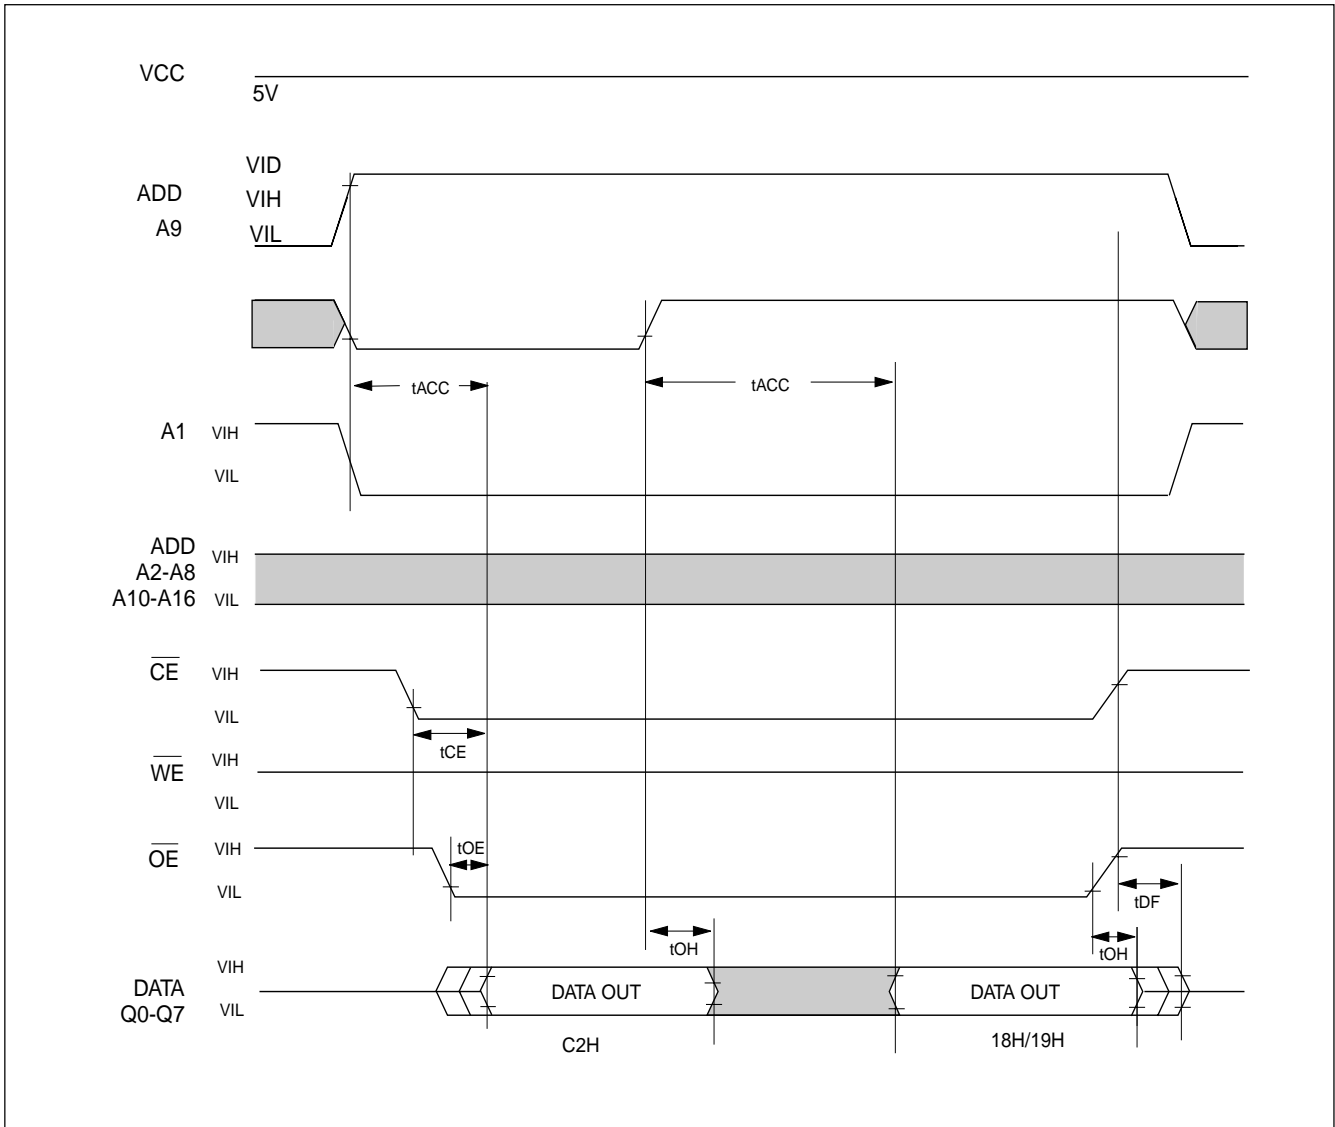 VCC
5V
VID
ADD
VIH
A9
VIL
tACC
tACC
A1
VIH
VIL
ADD
VIH
A2-A8
A10-A16
VIL
CE
VIH
VIL
tCE
WE
VIH
VIL
OE
VIH
tOE
VIL
tDF
tOH
tOH
DATA
VIH
DATA OUT
DATA OUT
Q0-Q7
VIL
C2H
18H/19H